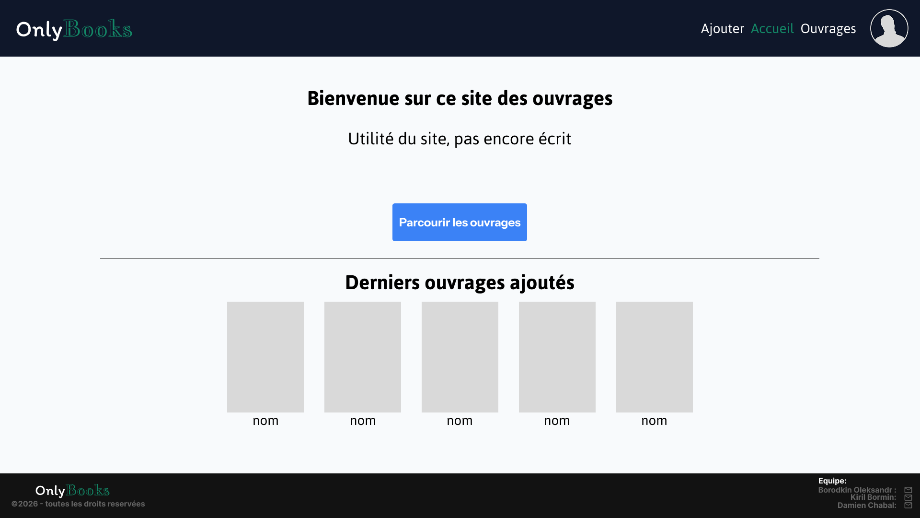 OnlyBooks
Ajouter Accueil Ouvrages
Bienvenue sur ce site des ouvrages
Utilité du site, pas encore écrit
Parcourir les ouvrages
Derniers ouvrages ajoutés
nom nom nom nom nom
OnlyBooks
©2026 - toutes les droits reservées
Equipe:
Borodkin Oleksandr :
Kiril Bormin:
Damien Chabal: